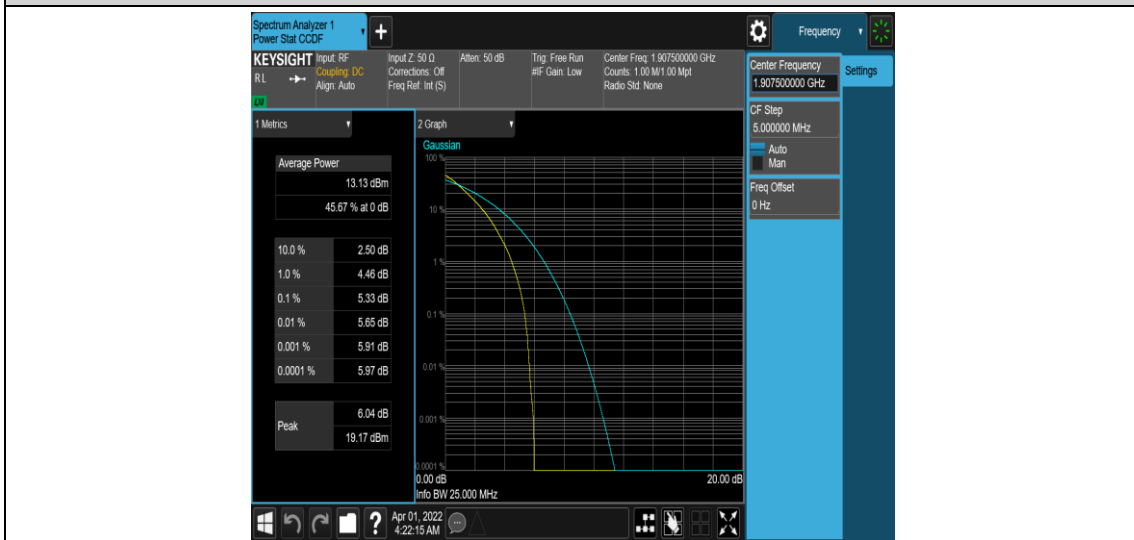 Spectrum Analyzer 1
Power Stat CCDF
Frequency
KEYSIGHT
RL
Input: RF
Coupling: DC
Align: Auto
Input Z: 50 Ω
Corrections: Off
Freq Ref: Int (S)
Atten: 50 dB
Trig: Free Run
#IF Gain: Low
Center Freq: 1.907500000 GHz
Counts: 1.00 M/1.00 Mpt
Radio Std: None
Center Frequency
1.907500000 GHz
Settings
CF Step
5.000000 MHz
Auto
Man
Freq Offset
0 Hz
1 Metrics
Average Power
13.13 dBm
45.67 % at 0 dB
10.0 % 2.50 dB
1.0 % 4.46 dB
0.1 % 5.33 dB
0.01 % 5.65 dB
0.001 % 5.91 dB
0.0001 % 5.97 dB
Peak
6.04 dB
19.17 dBm
2 Graph
Gaussian
100 %
10 %
1 %
0.1 %
0.01 %
0.001 %
0.0001 %
0.00 dB 20.00 dB
Info BW 25.000 MHz
?
Apr 01, 2022
4:22:15 AM